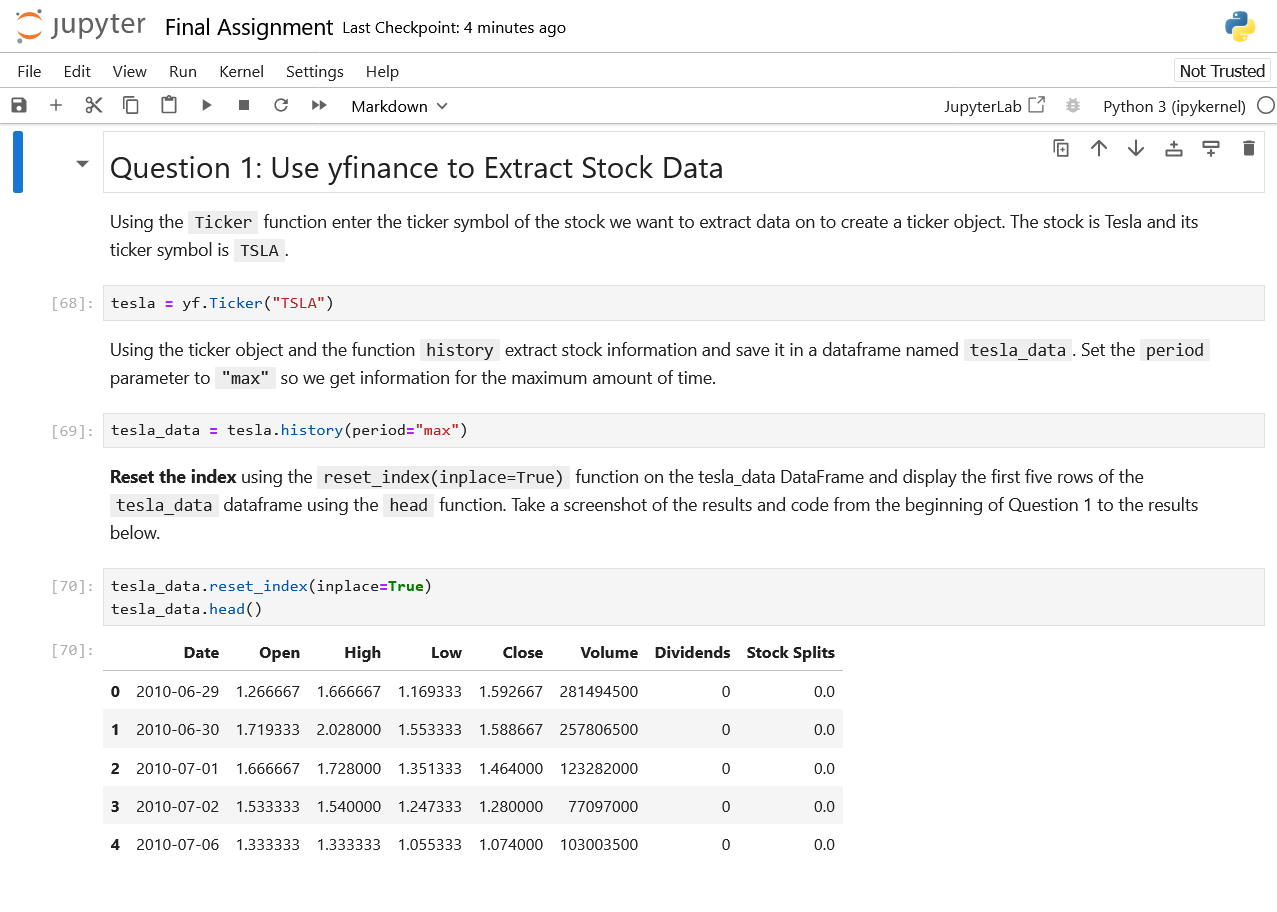 jupyter Final Assignment Last Checkpoint: 4 minutes ago
File Edit View Run Kernel Settings Help Not Trusted
Markdown JupyterLab Python 3 (ipykernel)
Question 1: Use yfinance to Extract Stock Data
Using the Ticker function enter the ticker symbol of the stock we want to extract data on to create a ticker object. The stock is Tesla and its
ticker symbol is TSLA.
[68]: tesla = yf.Ticker("TSLA")
Using the ticker object and the function history extract stock information and save it in a dataframe named tesla_data. Set the period
parameter to "max" so we get information for the maximum amount of time.
[69]: tesla_data = tesla.history(period="max")
Reset the index using the reset_index(inplace=True) function on the tesla_data DataFrame and display the first five rows of the
tesla_data dataframe using the head function. Take a screenshot of the results and code from the beginning of Question 1 to the results
below.
[70]: tesla_data.reset_index(inplace=True)
tesla_data.head()
[70]: Date Open High Low Close Volume Dividends Stock Splits
0 2010-06-29 1.266667 1.666667 1.169333 1.592667 281494500 0 0.0
1 2010-06-30 1.719333 2.028000 1.553333 1.588667 257806500 0 0.0
2 2010-07-01 1.666667 1.728000 1.351333 1.464000 123282000 0 0.0
3 2010-07-02 1.533333 1.540000 1.247333 1.280000 77097000 0 0.0
4 2010-07-06 1.333333 1.333333 1.055333 1.074000 103003500 0 0.0